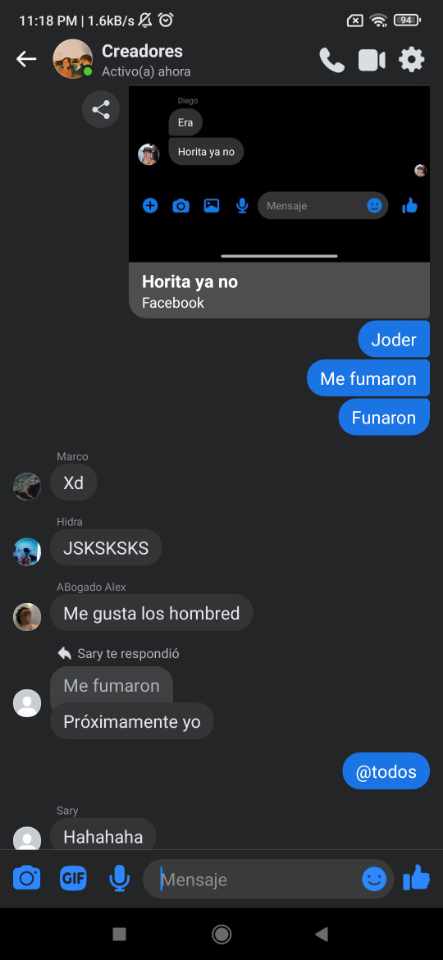 11:18 PM | 1.6kB/s
94
Creadores
Activo(a) ahora
Diego
Era
Horita ya no
Mensaje
Horita ya no
Facebook
Joder
Me fumaron
Funaron
Marco
Xd
Hidra
JSKSKSKS
ABogado Alex
Me gusta los hombred
Sary te respondió
Me fumaron
Próximamente yo
@todos
Sary
Hahahaha
GIF
Mensaje